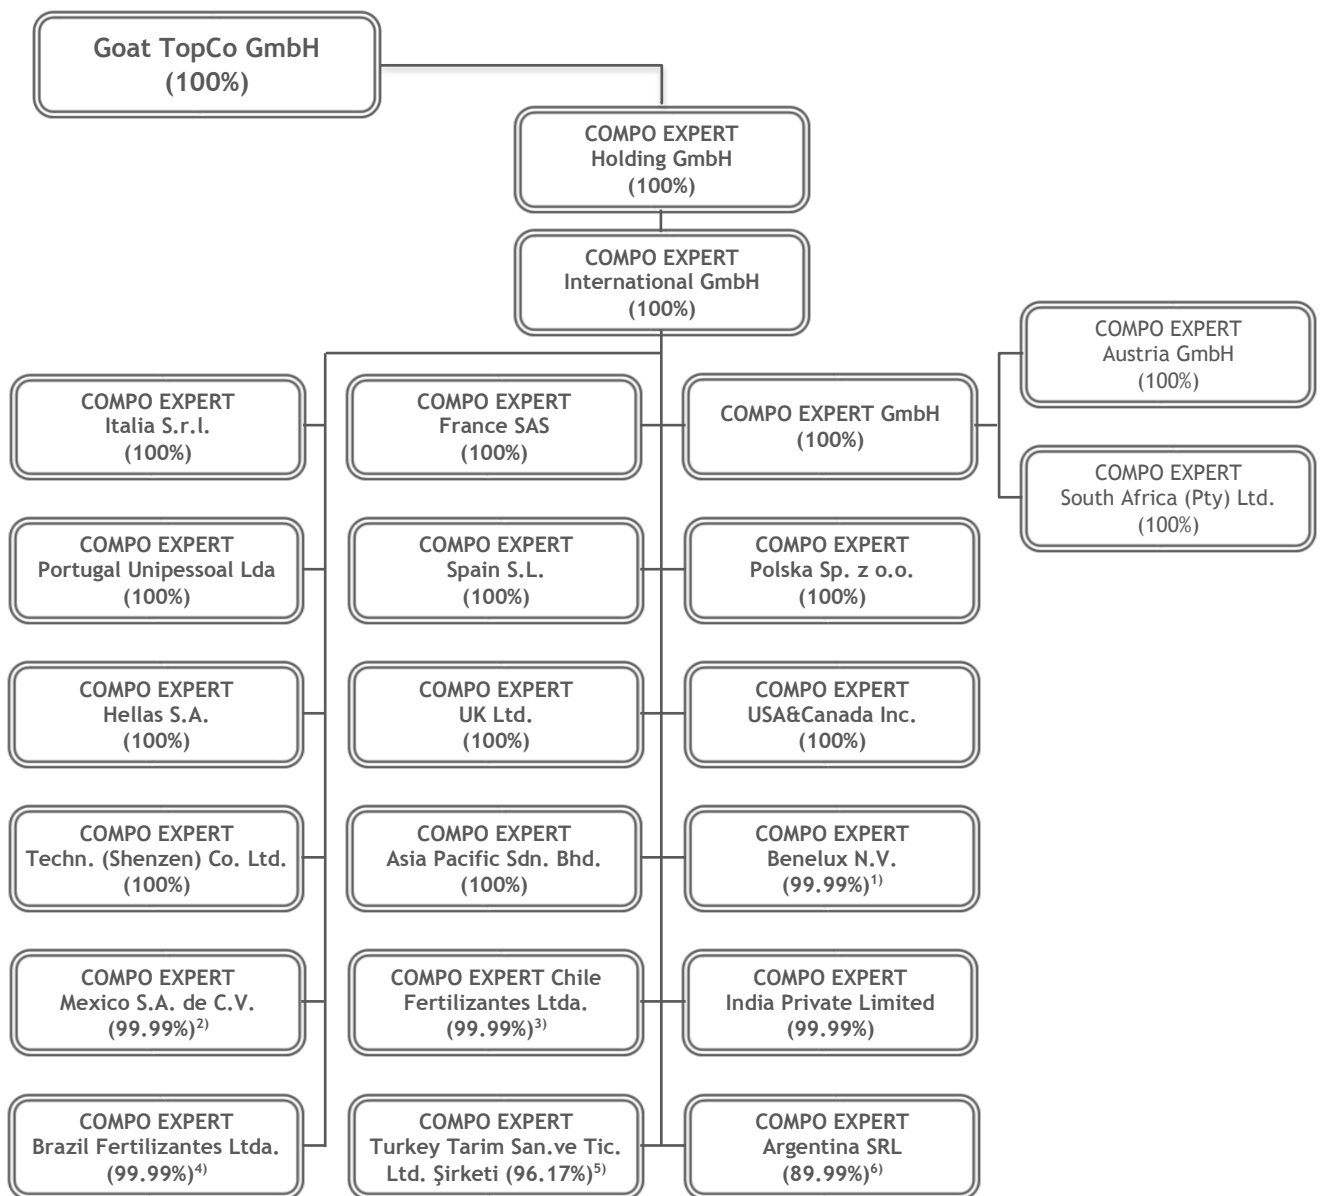 Goat TopCo GmbH
(100%)
COMPO EXPERT
Holding GmbH
(100%)
COMPO EXPERT
International GmbH
(100%)
COMPO EXPERT
Austria GmbH
(100%)
COMPO EXPERT
Italia S.r.l.
(100%)
COMPO EXPERT
France SAS
(100%)
COMPO EXPERT GmbH
(100%)
COMPO EXPERT
South Africa (Pty) Ltd.
(100%)
COMPO EXPERT
Portugal Unipessoal Lda
(100%)
COMPO EXPERT
Spain S.L.
(100%)
COMPO EXPERT
Polska Sp. z o.o.
(100%)
COMPO EXPERT
Hellas S.A.
(100%)
COMPO EXPERT
UK Ltd.
(100%)
COMPO EXPERT
USA&Canada Inc.
(100%)
COMPO EXPERT
Techn. (Shenzen) Co. Ltd.
(100%)
COMPO EXPERT
Asia Pacific Sdn. Bhd.
(100%)
COMPO EXPERT
Benelux N.V.
(99.99%)1)
COMPO EXPERT
Mexico S.A. de C.V.
(99.99%)2)
COMPO EXPERT Chile
Fertilizantes Ltda.
(99.99%)3)
COMPO EXPERT
India Private Limited
(99.99%)
COMPO EXPERT
Brazil Fertilizantes Ltda.
(99.99%)4)
COMPO EXPERT
Turkey Tarim San.ve Tic.
Ltd. Şirketi (96.17%)5)
COMPO EXPERT
Argentina SRL
(89.99%)6)